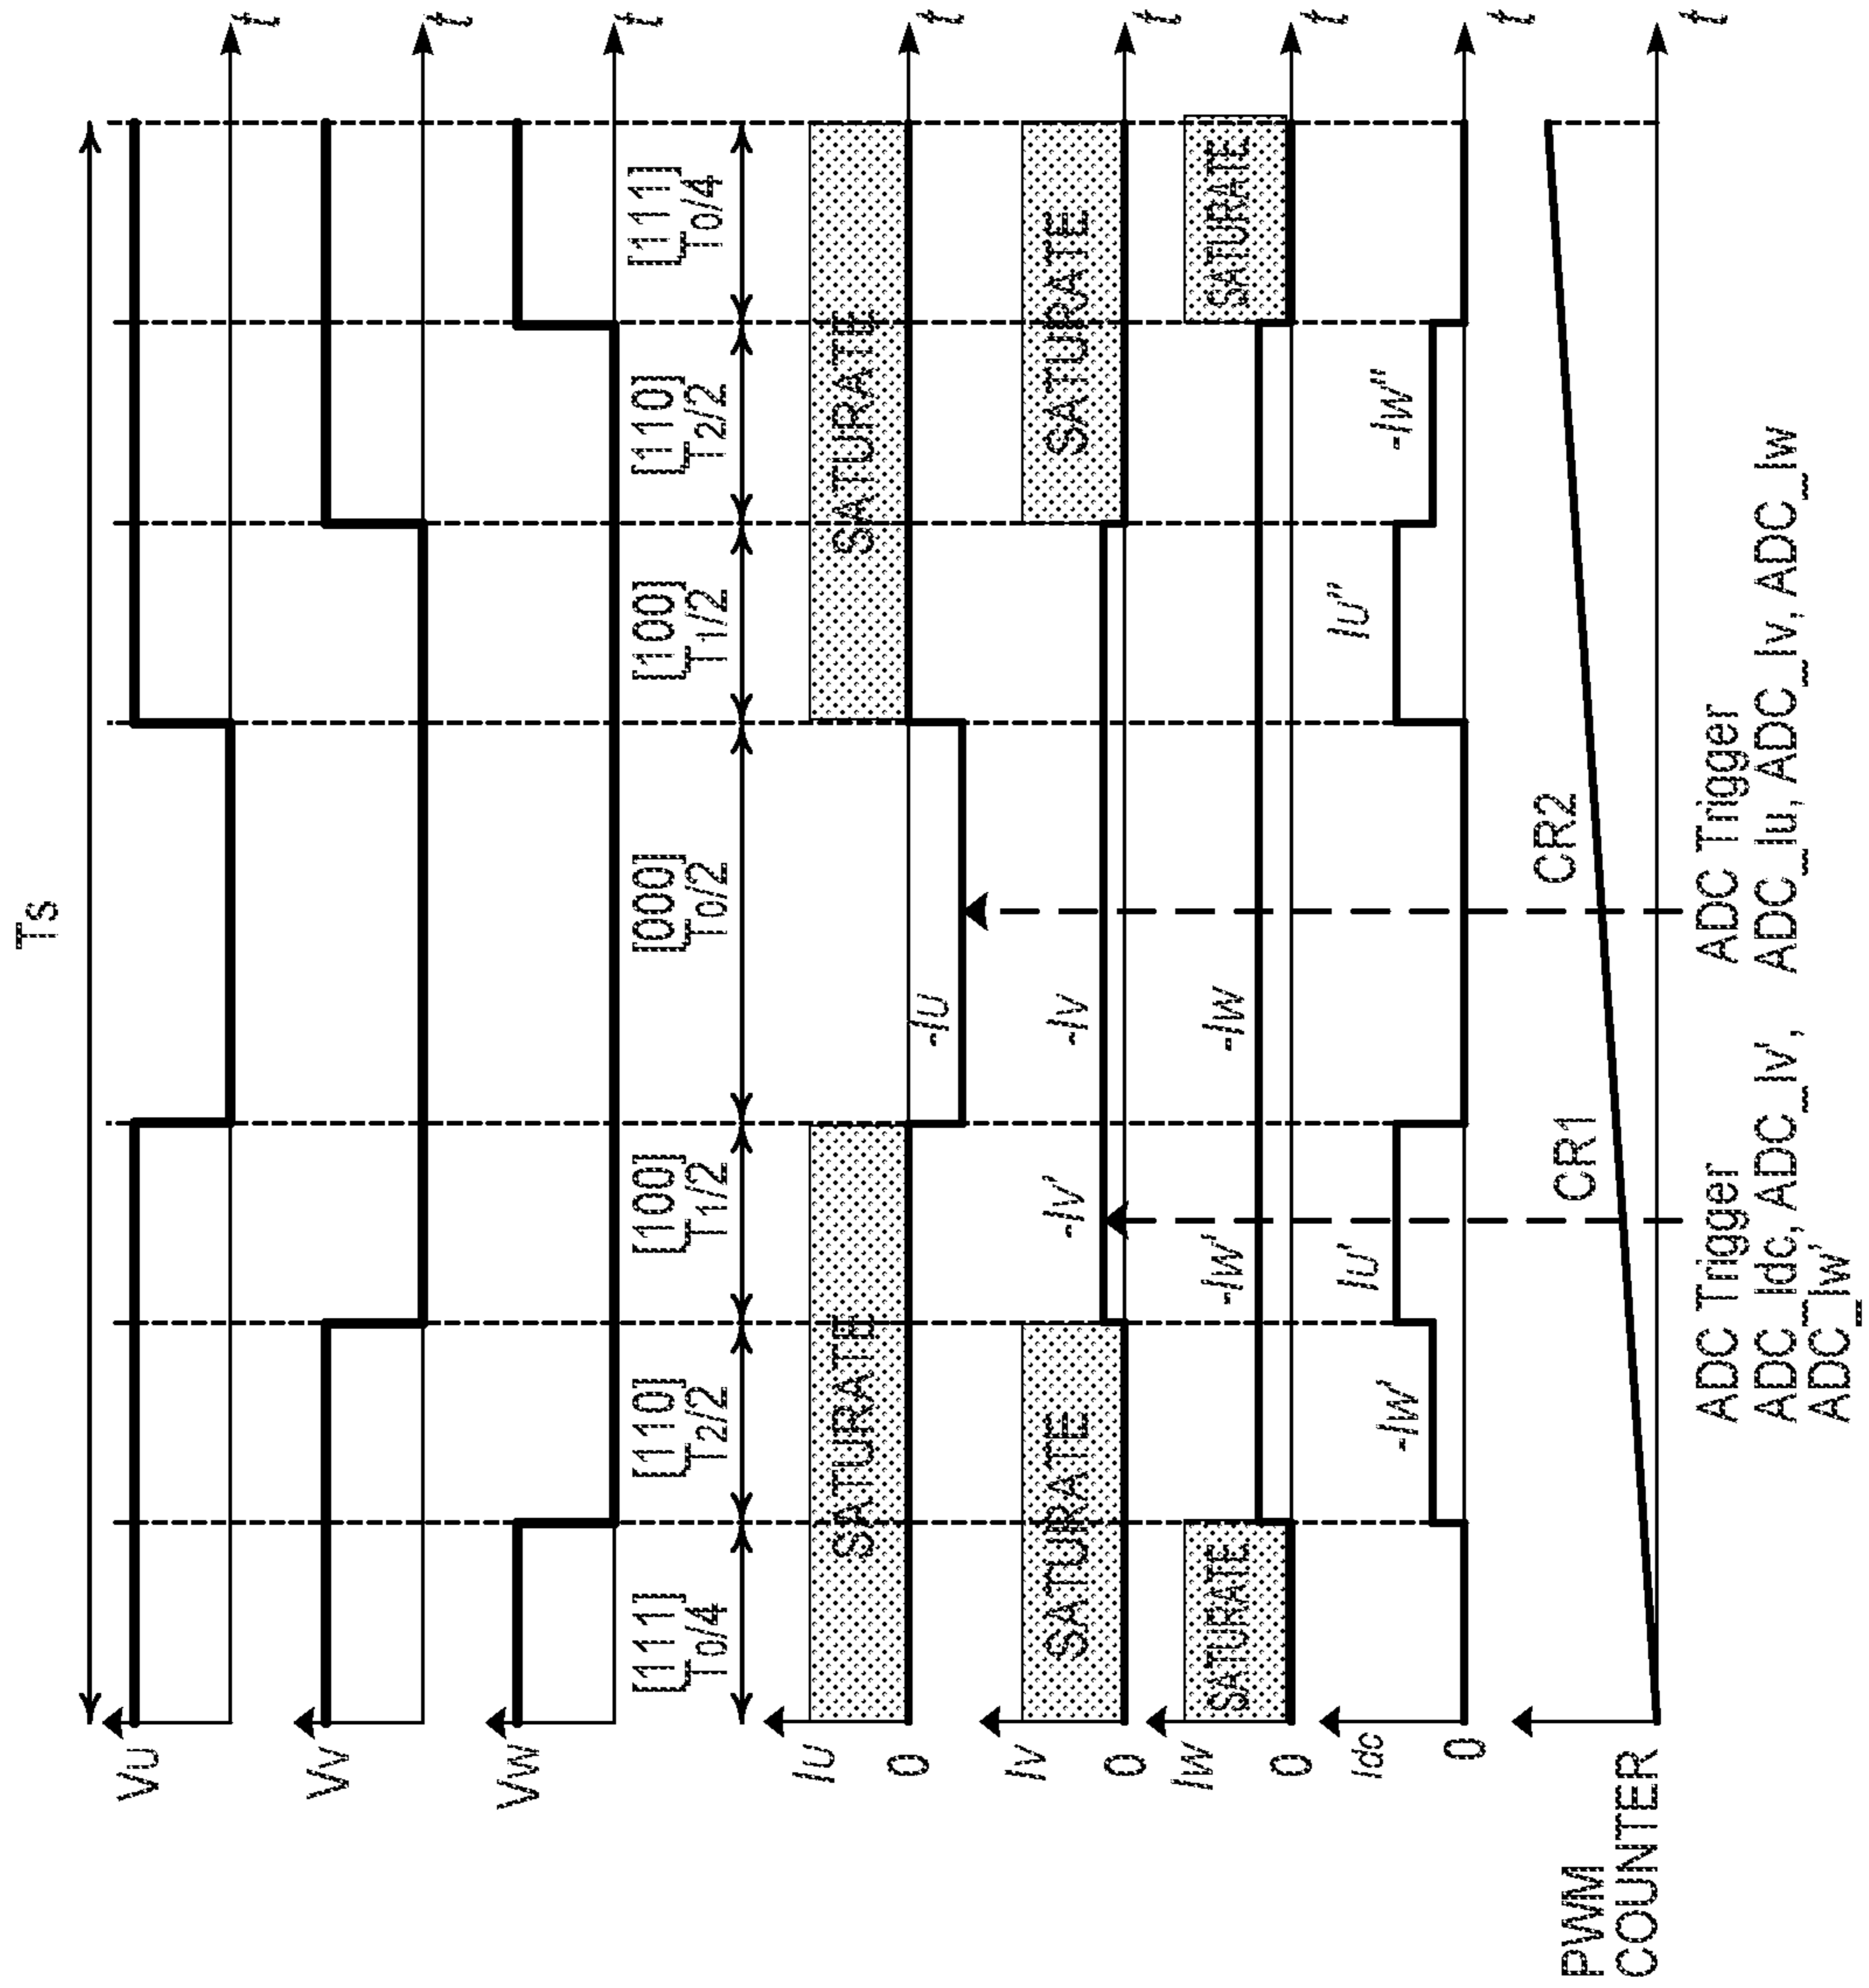 Ts
Vu
t
Vv
t
Vw
t
[111] [110] [100] [000] [100] [110] [111]
T0/4 T2/2 T1/2 T0/2 T1/2 T2/2 T0/4
Iu
SATURATE
-Iu
SATURATE
0
t
Iv
SATURATE
-Iv'
-Iv
SATURATE
0
t
Iw
SATURATE
-Iw'
-Iw
SATURATE
0
t
Idc
-Iw'
Iu'
Iu"
-Iw"
0
t
PWM
COUNTER
CR1
CR2
t
ADC Trigger
ADC_Idc, ADC_Iv',
ADC_Iw'
ADC Trigger
ADC_Iu, ADC_Iv, ADC_Iw